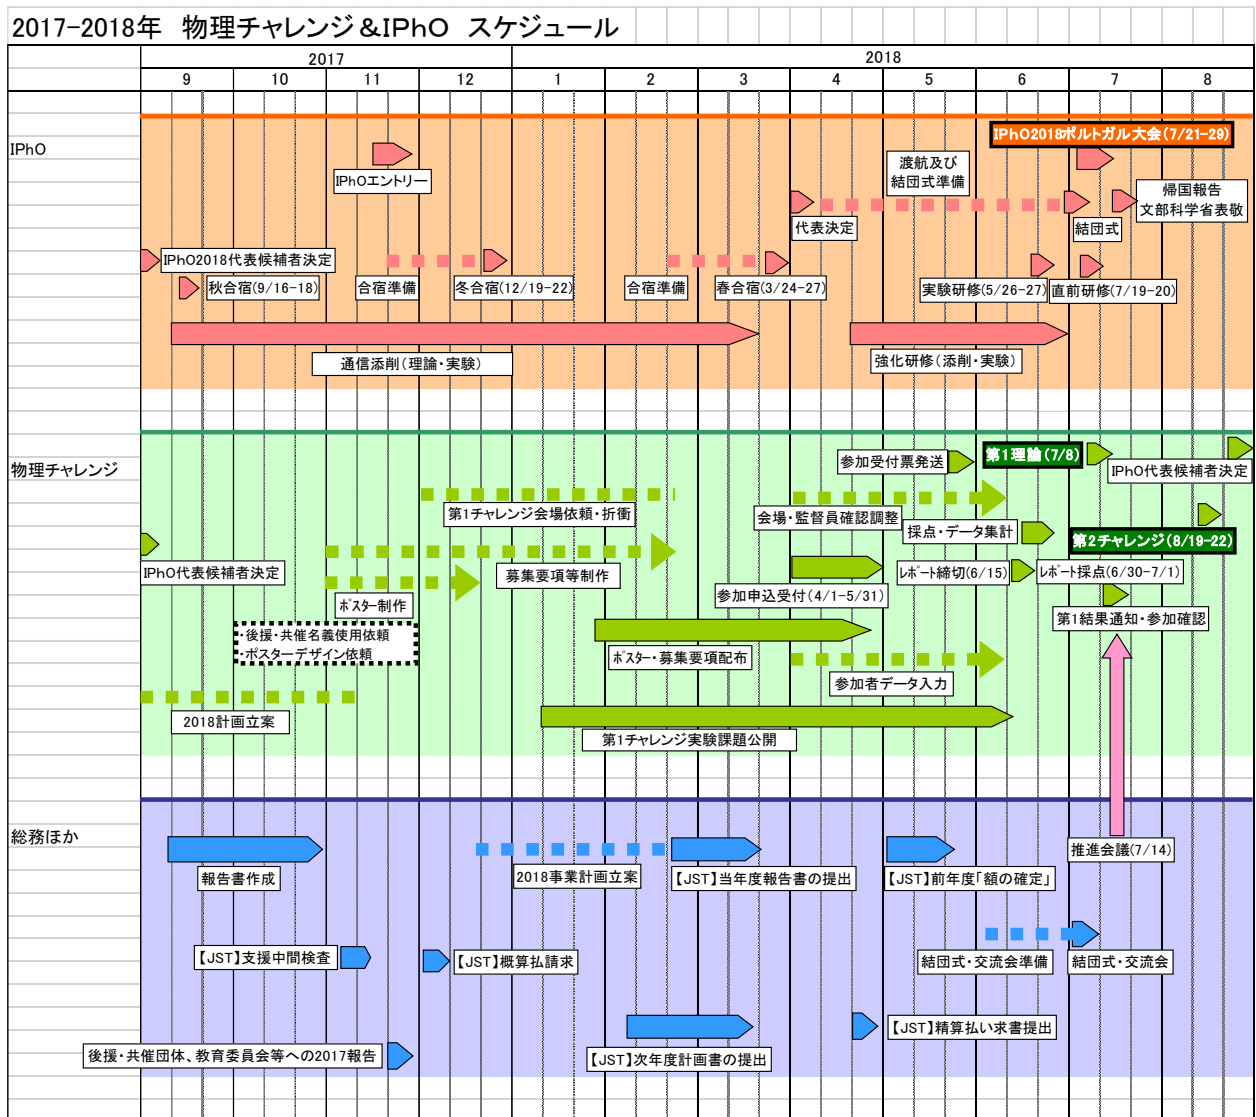 2017-2018年　物理チャレンジ&IPhO　スケジュール
2017
2018
9
10
11
12
1
2
3
4
5
6
7
8
IPhO
IPhO2018ポルトガル大会(7/21-29)
IPhOエントリー
渡航及び
結団式準備
帰国報告
文部科学省表敬
代表決定
結団式
IPhO2018代表候補者決定
秋合宿(9/16-18)
合宿準備
冬合宿(12/19-22)
合宿準備
春合宿(3/24-27)
実験研修(5/26-27)
直前研修(7/19-20)
通信添削(理論・実験)
強化研修(添削・実験)
物理チャレンジ
参加受付票発送
第1理論(7/8)
IPhO代表候補者決定
第1チャレンジ会場依頼・折衝
会場・監督員確認調整
採点・データ集計
第2チャレンジ(8/19-22)
IPhO代表候補者決定
募集要項等制作
レポート締切(6/15)
レポート採点(6/30-7/1)
ポスター制作
参加申込受付(4/1-5/31)
第1結果通知・参加確認
・後援・共催名義使用依頼
・ポスターデザイン依頼
ポスター・募集要項配布
参加者データ入力
2018計画立案
第1チャレンジ実験課題公開
総務ほか
報告書作成
2018事業計画立案
【JST】当年度報告書の提出
【JST】前年度「額の確定」
推進会議(7/14)
【JST】支援中間検査
【JST】概算払請求
結団式・交流会準備
結団式・交流会
【JST】精算払い求書提出
後援・共催団体、教育委員会等への2017報告
【JST】次年度計画書の提出